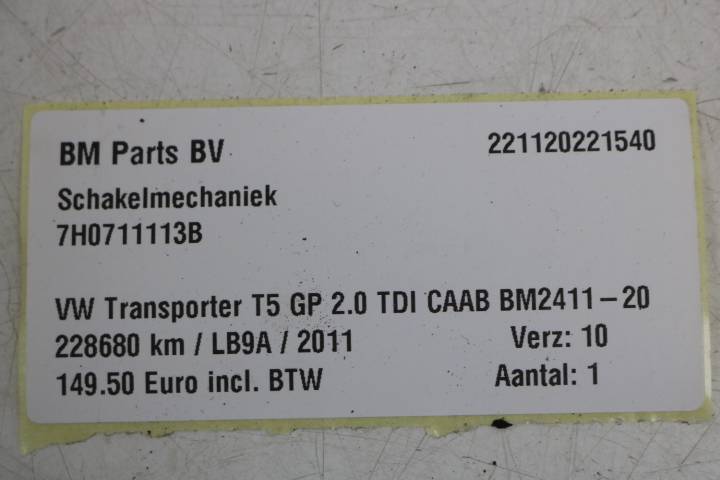 BM Parts BV 221120221540
Schakelmechaniek
7H0711113B
VW Transporter T5 GP 2.0 TDI CAAB BM2411-20
228680 km / LB9A / 2011 Verz: 10
149.50 Euro incl. BTW Aantal: 1